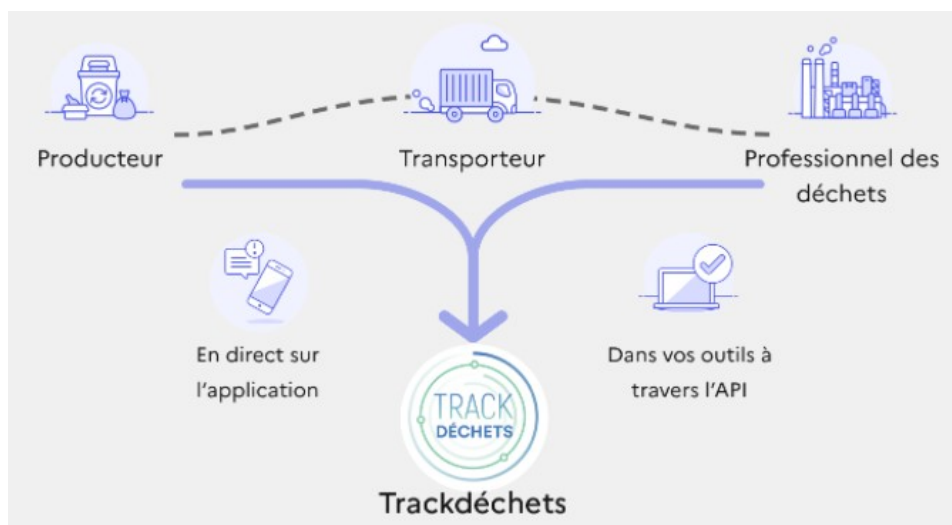 Producteur
Transporteur
Professionnel des
déchets
En direct sur
l'application
Dans vos outils à
travers l'API
TRACK
DÉCHETS
Trackdéchets